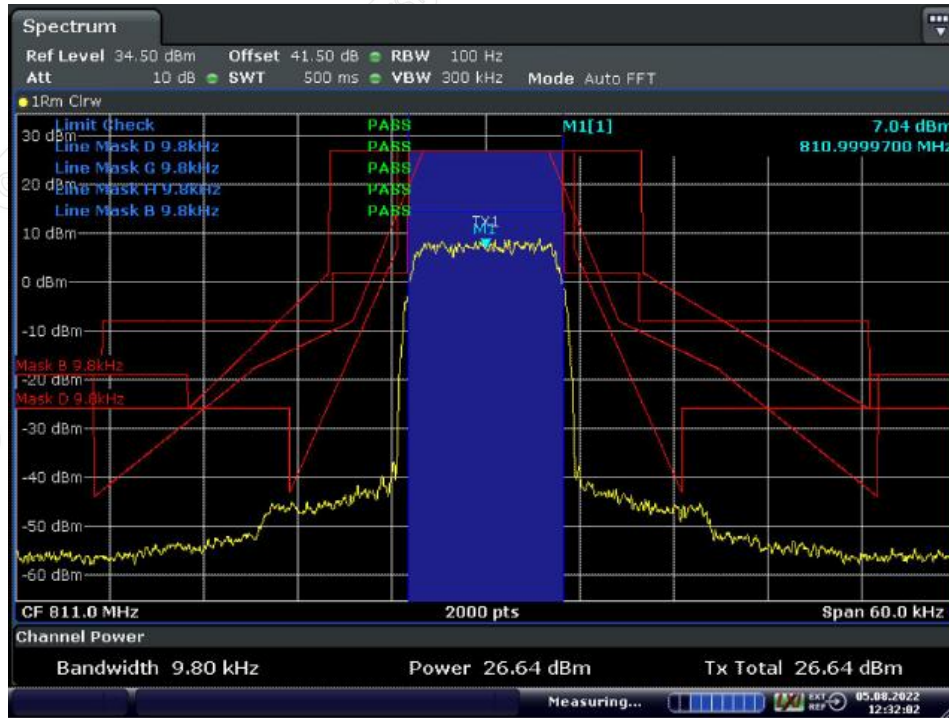 Spectrum
Ref Level 34.50 dBm Offset 41.50 dB RBW 100 Hz
Att 10 dB SWT 500 ms VBW 300 kHz Mode Auto FFT
1Rm Clrw
Limit Check PASS M1[1] 7.04 dBm
30 dBm
Line Mask D 9.8kHz PASS 810.9999700 MHz
Line Mask G 9.8kHz PASS
20 dBm
Line Mask H 9.8kHz PASS
Line Mask B 9.8kHz PASS
TX1
M1
10 dBm
0 dBm
-10 dBm
Mask B 9.8kHz
-20 dBm
Mask D 9.8kHz
-30 dBm
-40 dBm
-50 dBm
-60 dBm
CF 811.0 MHz 2000 pts Span 60.0 kHz
Channel Power
Bandwidth 9.80 kHz Power 26.64 dBm Tx Total 26.64 dBm
Measuring... LXI EXT REF 05.08.2022
12:32:02